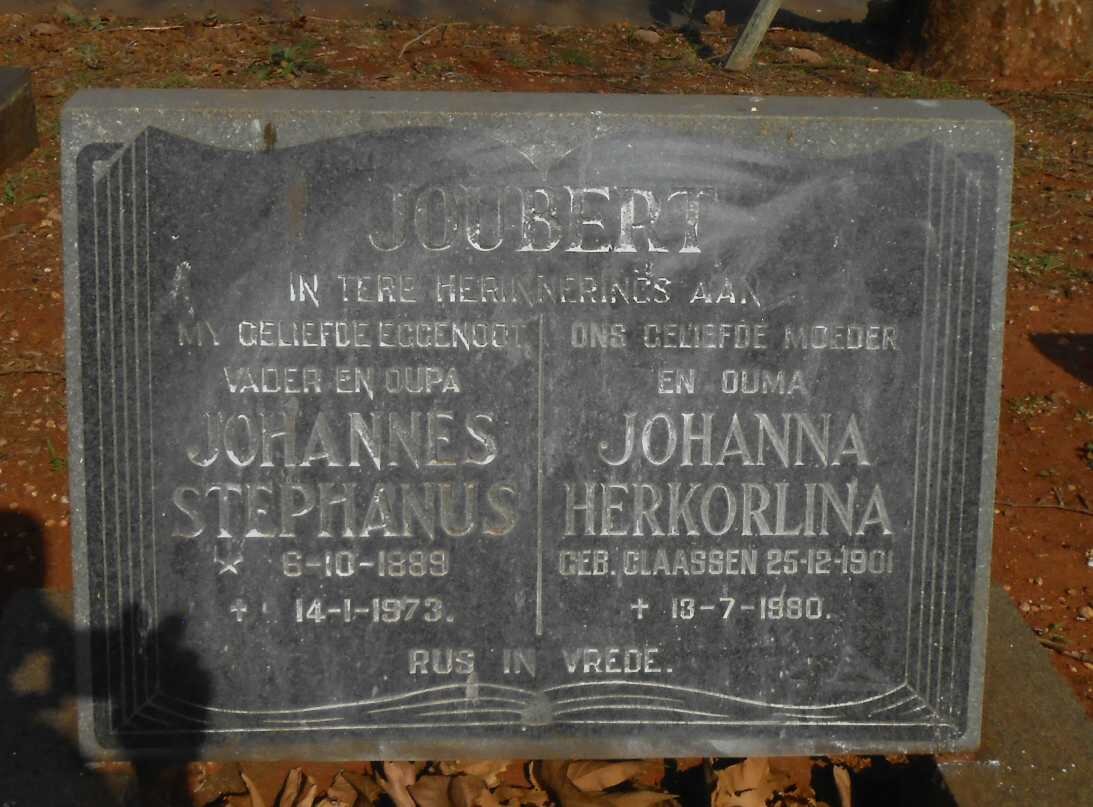 JOUBERT
IN TERE HERINNERINGS AAN
MY GELIEFDE EGGENOOT
VADER EN OUPA
JOHANNES
STEPHANUS
☆ 6-10-1889
✝ 14-1-1973.
ONS GELIEFDE MOEDER
EN OUMA
JOHANNA
HERKORLINA
GEB. CLAASSEN 25-12-1901
✝ 13-7-1980.
RUS IN VREDE.